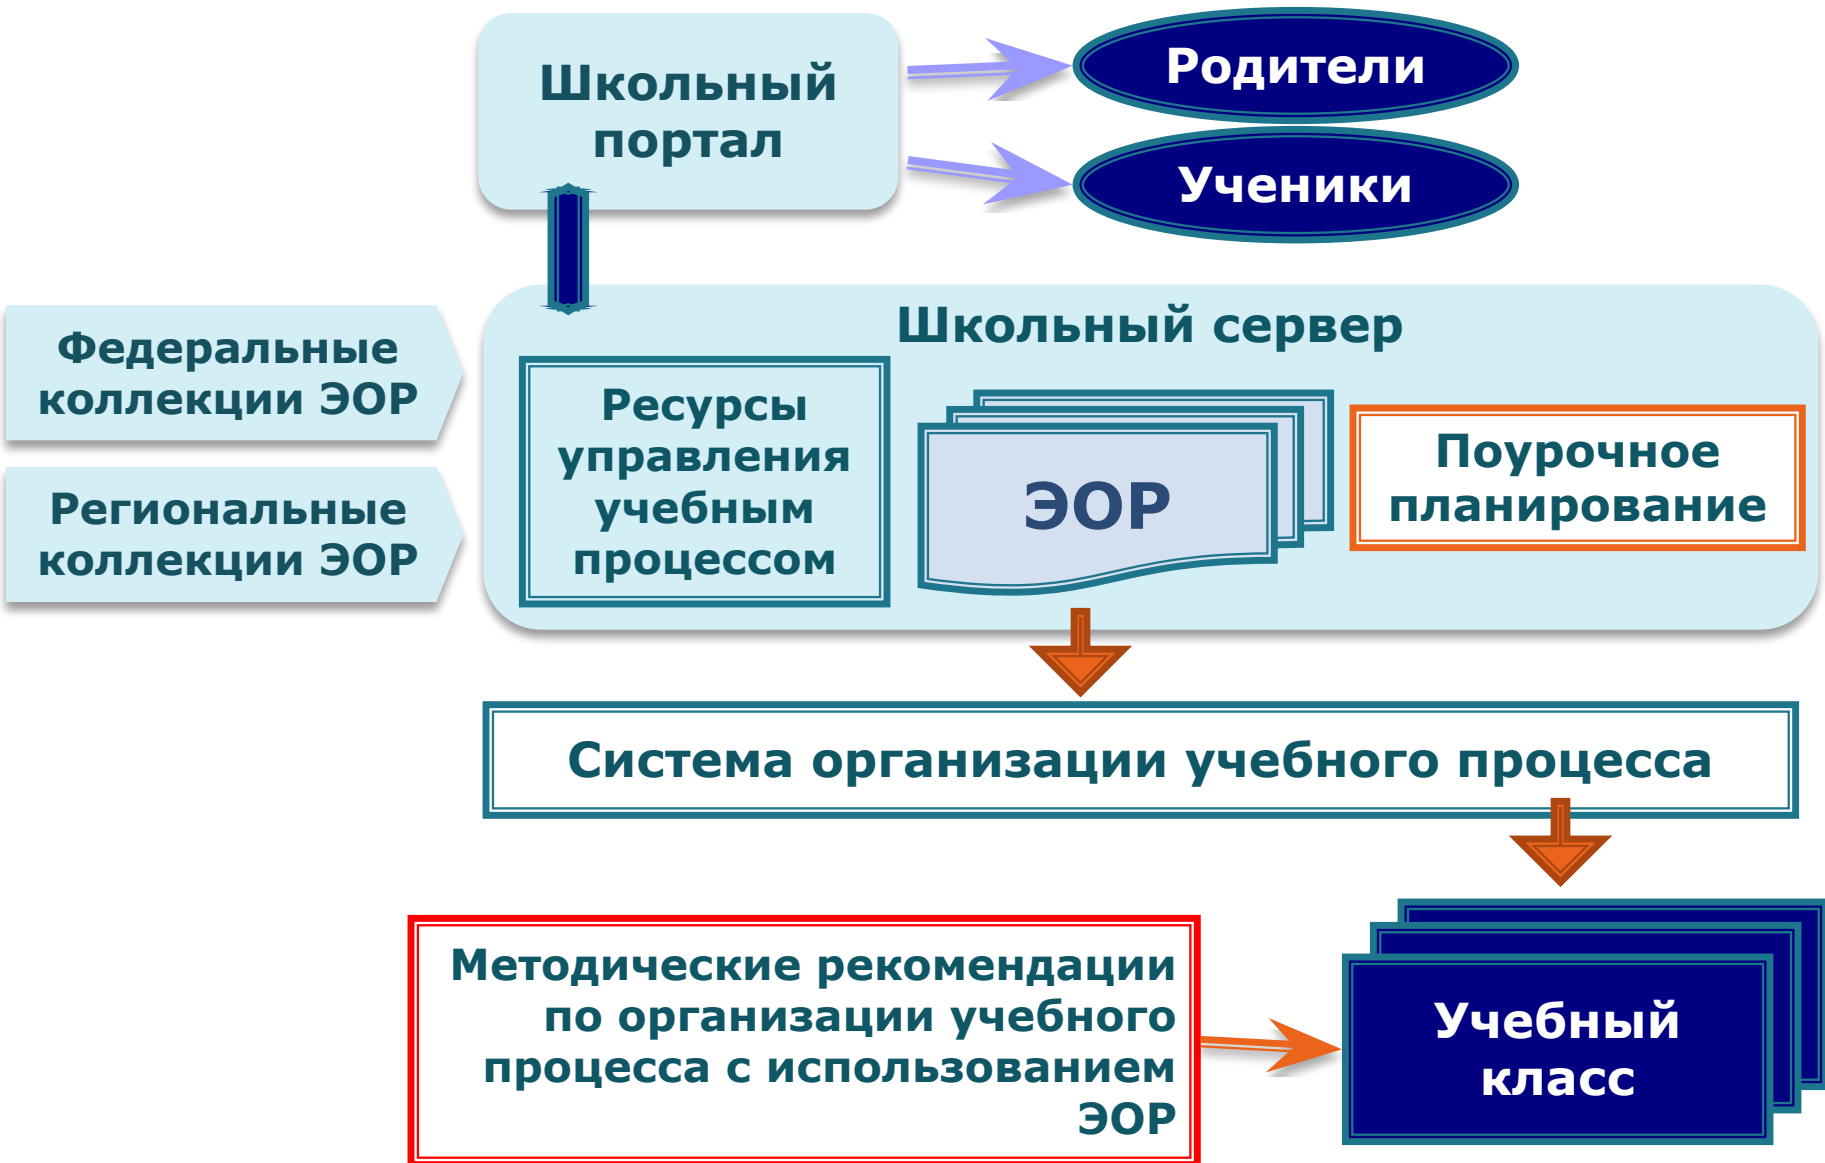 Школьный
портал
Родители
Ученики
Федеральные
коллекции ЭОР
Региональные
коллекции ЭОР
Школьный сервер
Ресурсы
управления
учебным
процессом
ЭОР
Поурочное
планирование
Система организации учебного процесса
Методические рекомендации
по организации учебного
процесса с использованием
ЭОР
Учебный
класс